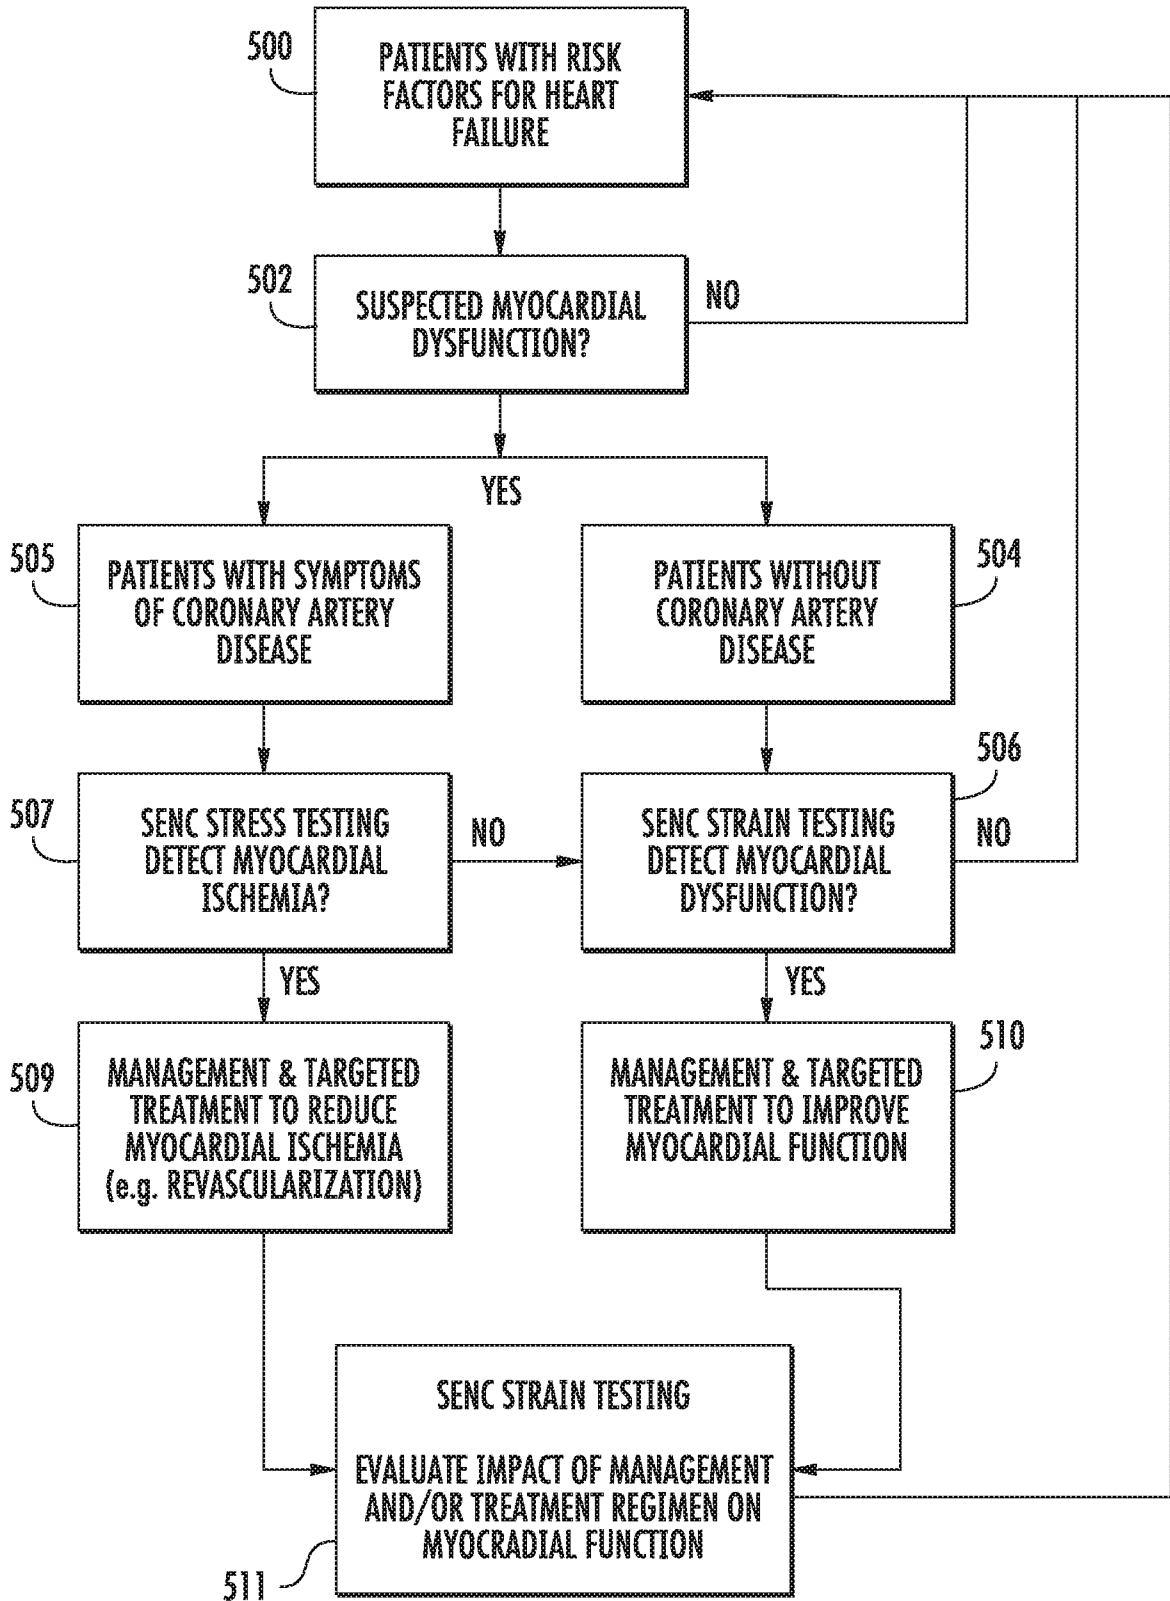 500
PATIENTS WITH RISK
FACTORS FOR HEART
FAILURE
502
SUSPECTED MYOCARDIAL
DYSFUNCTION?
NO
YES
505
PATIENTS WITH SYMPTOMS
OF CORONARY ARTERY
DISEASE
PATIENTS WITHOUT
CORONARY ARTERY
DISEASE
504
507
SENC STRESS TESTING
DETECT MYOCARDIAL
ISCHEMIA?
NO
SENC STRAIN TESTING
DETECT MYOCARDIAL
DYSFUNCTION?
506
NO
YES
YES
509
MANAGEMENT & TARGETED
TREATMENT TO REDUCE
MYOCARDIAL ISCHEMIA
(e.g. REVASCULARIZATION)
MANAGEMENT & TARGETED
TREATMENT TO IMPROVE
MYOCARDIAL FUNCTION
510
SENC STRAIN TESTING
EVALUATE IMPACT OF MANAGEMENT
AND/OR TREATMENT REGIMEN ON
MYOCRADIAL FUNCTION
511